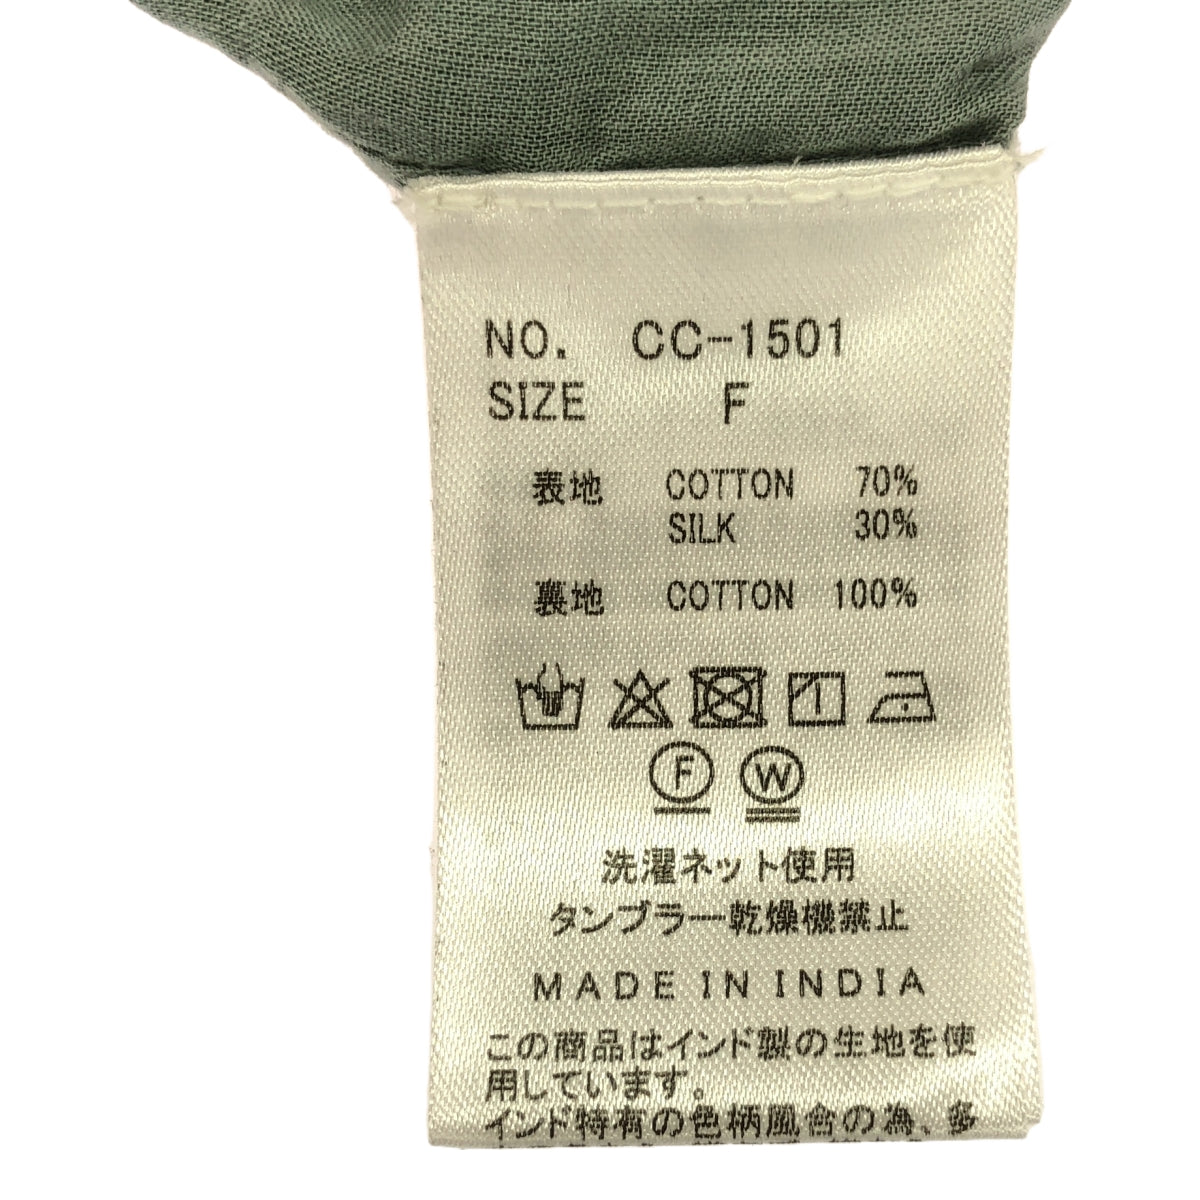 NO. CC-1501
SIZE F
表地 COTTON 70%
SILK 30%
裏地 COTTON 100%
F W
洗濯ネット使用
タンブラー乾燥機禁止
MADE IN INDIA
この商品はインド製の生地を使
用しています。
インド特有の色柄風合の為、多